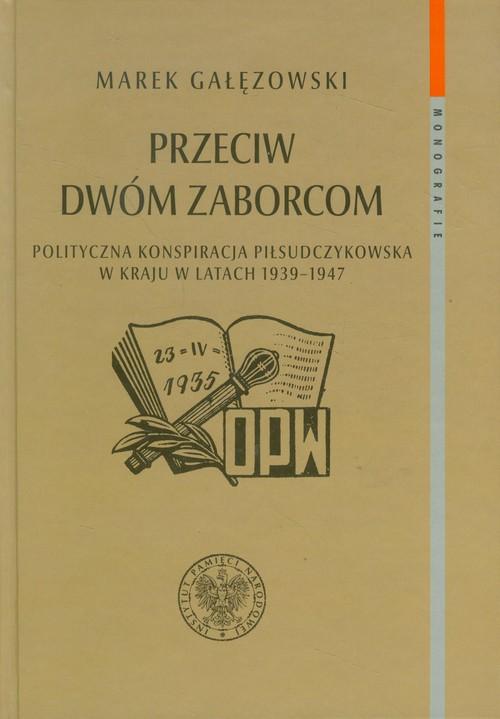 MAREK GAŁĘZOWSKI
PRZECIW
DWÓM ZABORCOM
POLITYCZNA KONSPIRACJA PIŁSUDCZYKOWSKA
W KRAJU W LATACH 1939–1947
23=IV=
1935
OPW
INSTYTUT PAMIĘCI NARODOWEJ
MONOGRAFIE